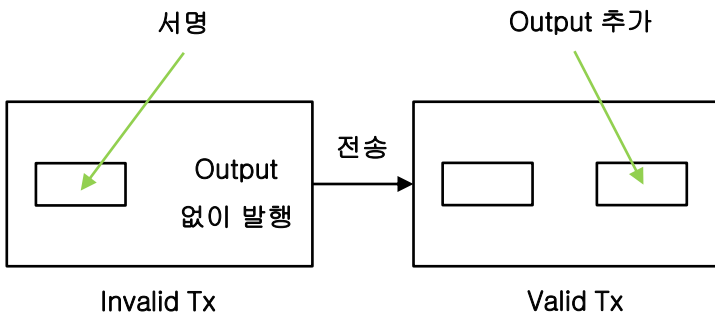 서명
Output 추가
Output
없이 발행
전송
Invalid Tx
Valid Tx